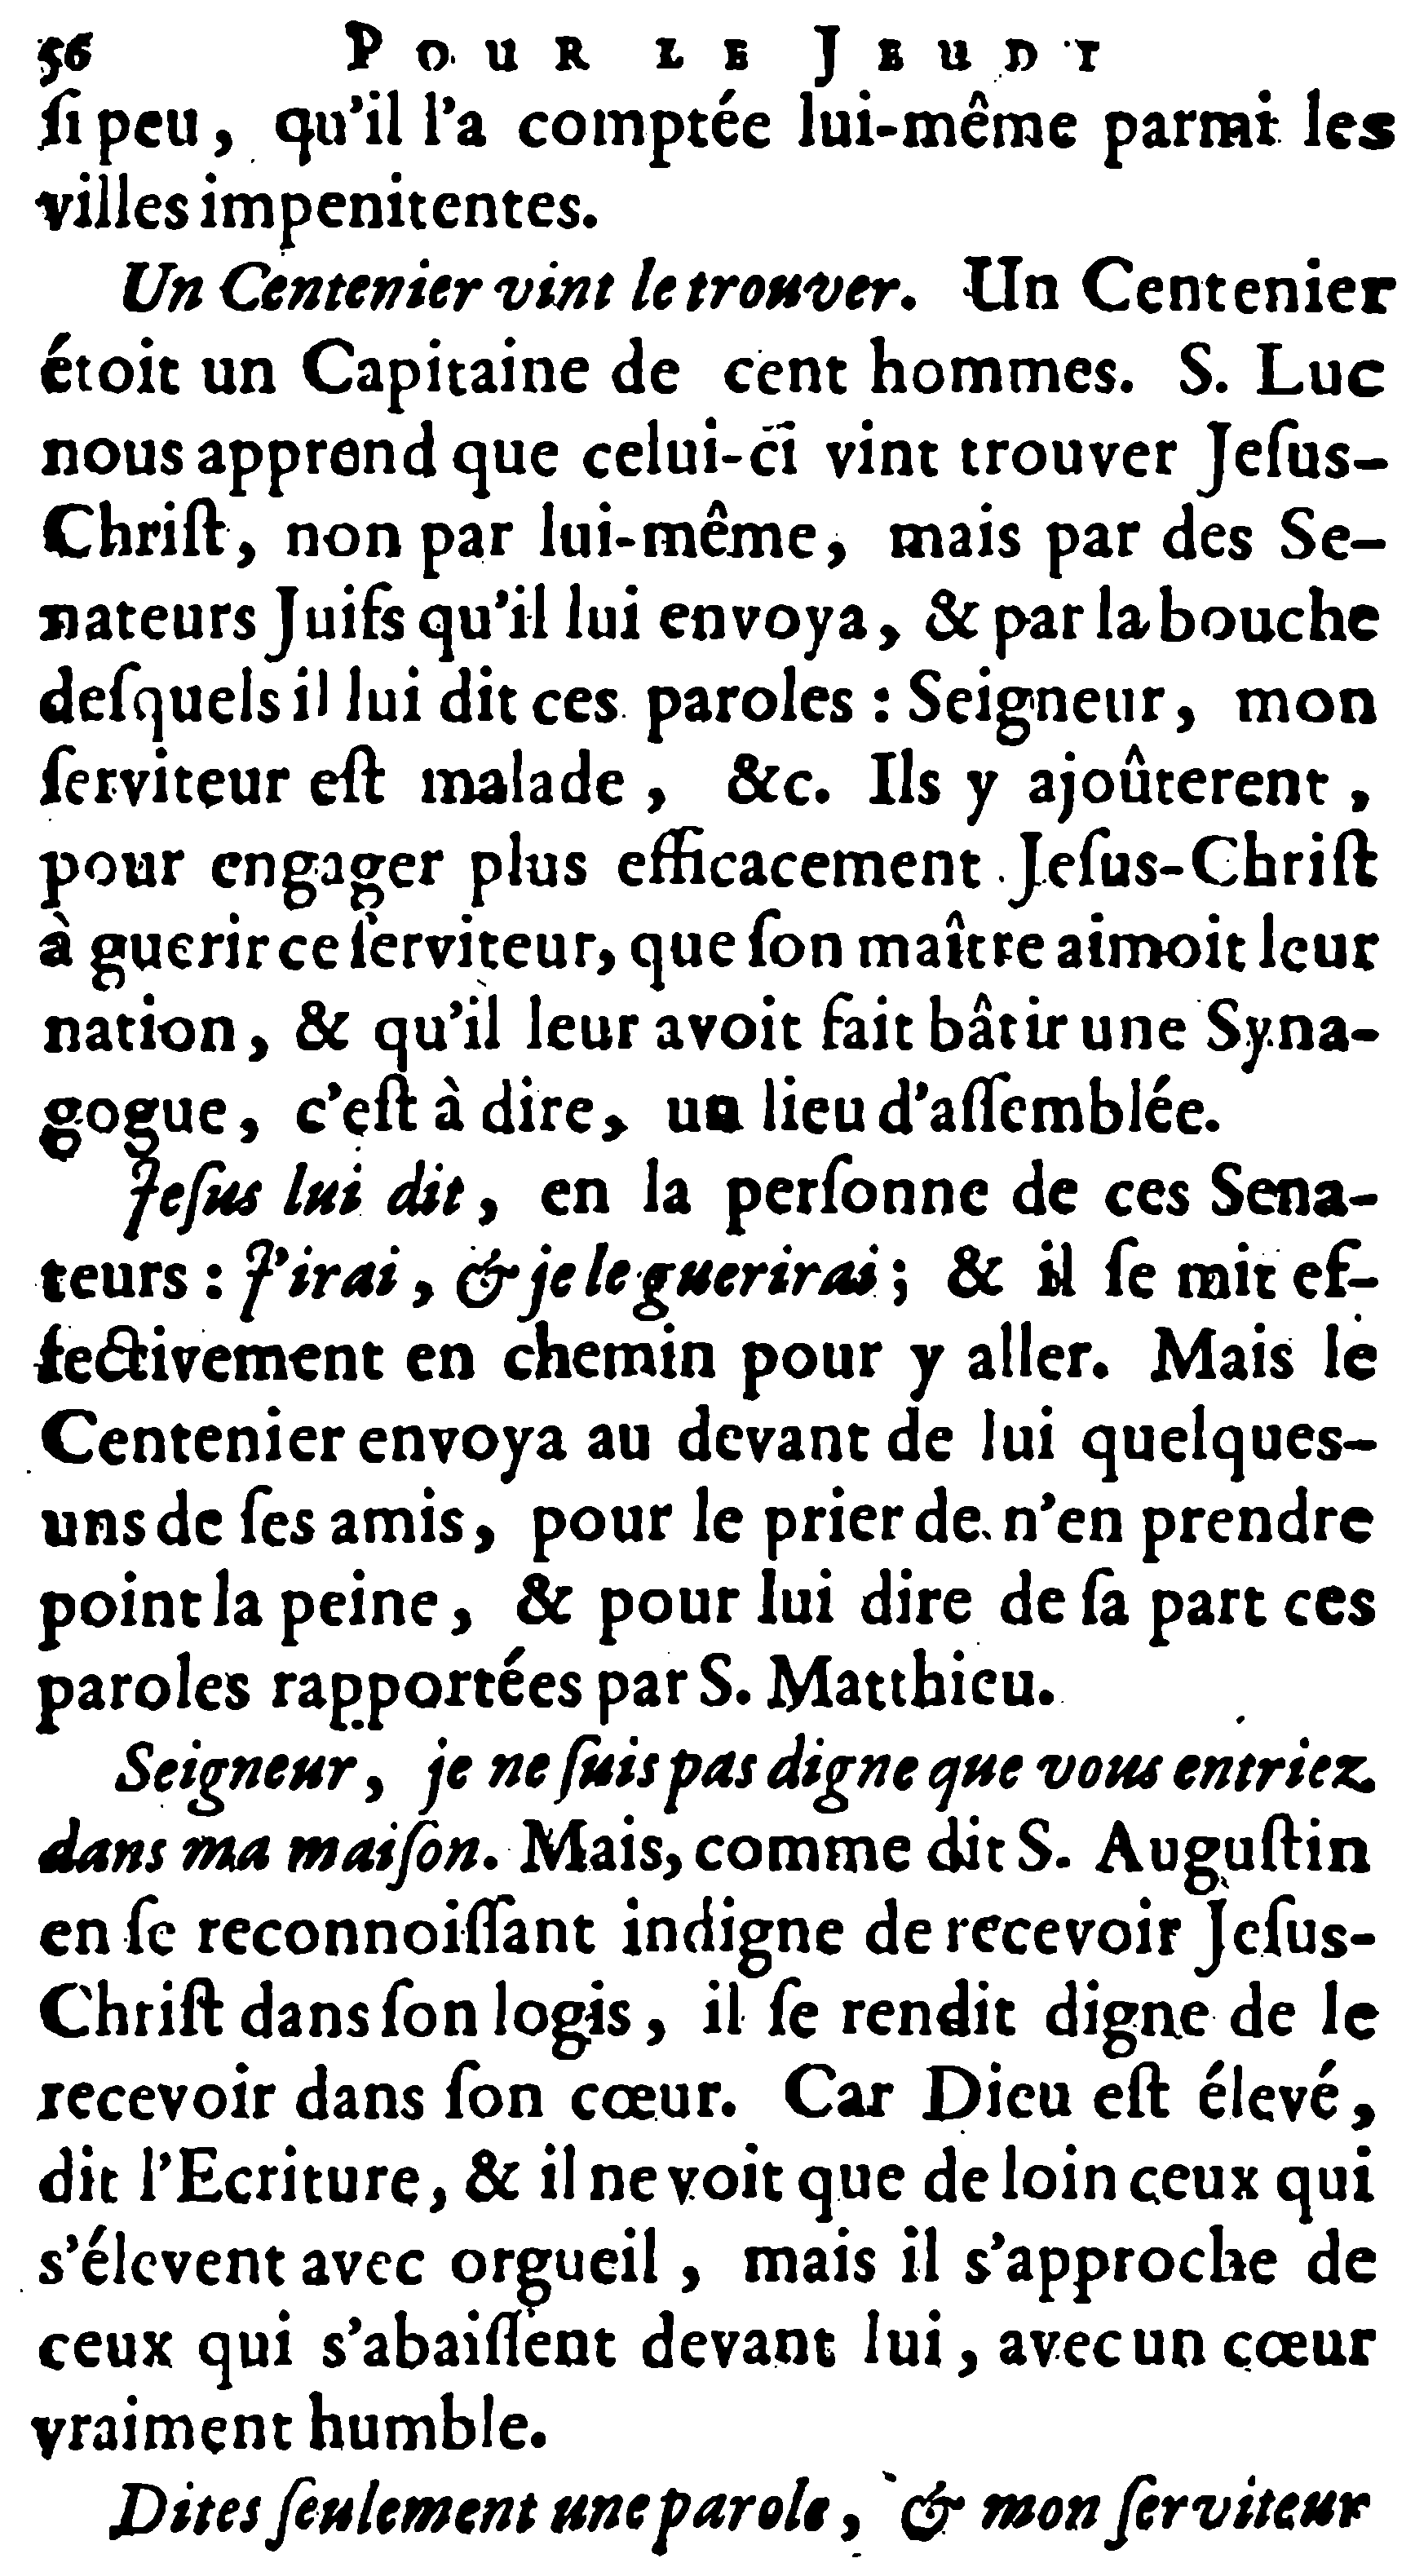 56 POUR LE JEUDI
ſi peu, qu'il l'a comptée lui-même parmi les
villes impenitentes.
Un Centenier vint le trouver. Un Centenier
étoit un Capitaine de cent hommes. S. Luc
nous apprend que celui-ci vint trouver Jeſus-
Chriſt, non par lui-même, mais par des Se-
nateurs Juifs qu'il lui envoya, & par la bouche
deſquels il lui dit ces paroles : Seigneur, mon
ſerviteur eſt malade, &c. Ils y ajoûterent,
pour engager plus efficacement Jeſus-Chriſt
à guerir ce ſerviteur, que ſon maître aimoit leur
nation, & qu'il leur avoit fait bâtir une Syna-
gogue, c'eſt à dire, un lieu d'aſſemblée.
Jeſus lui dit, en la perſonne de ces Sena-
teurs : J'irai, & je le guerirai ; & il ſe mit ef-
fectivement en chemin pour y aller. Mais le
Centenier envoya au devant de lui quelques-
uns de ſes amis, pour le prier de n'en prendre
point la peine, & pour lui dire de ſa part ces
paroles rapportées par S. Matthieu.
Seigneur, je ne ſuis pas digne que vous entriez
dans ma maiſon. Mais, comme dit S. Auguſtin
en ſe reconnoiſſant indigne de recevoir Jeſus-
Chriſt dans ſon logis, il ſe rendit digne de le
recevoir dans ſon cœur. Car Dieu eſt élevé,
dit l'Ecriture, & il ne voit que de loin ceux qui
s'élevent avec orgueil, mais il s'approche de
ceux qui s'abaiſſent devant lui, avec un cœur
vraiment humble.
Dites ſeulement une parole, & mon ſerviteur